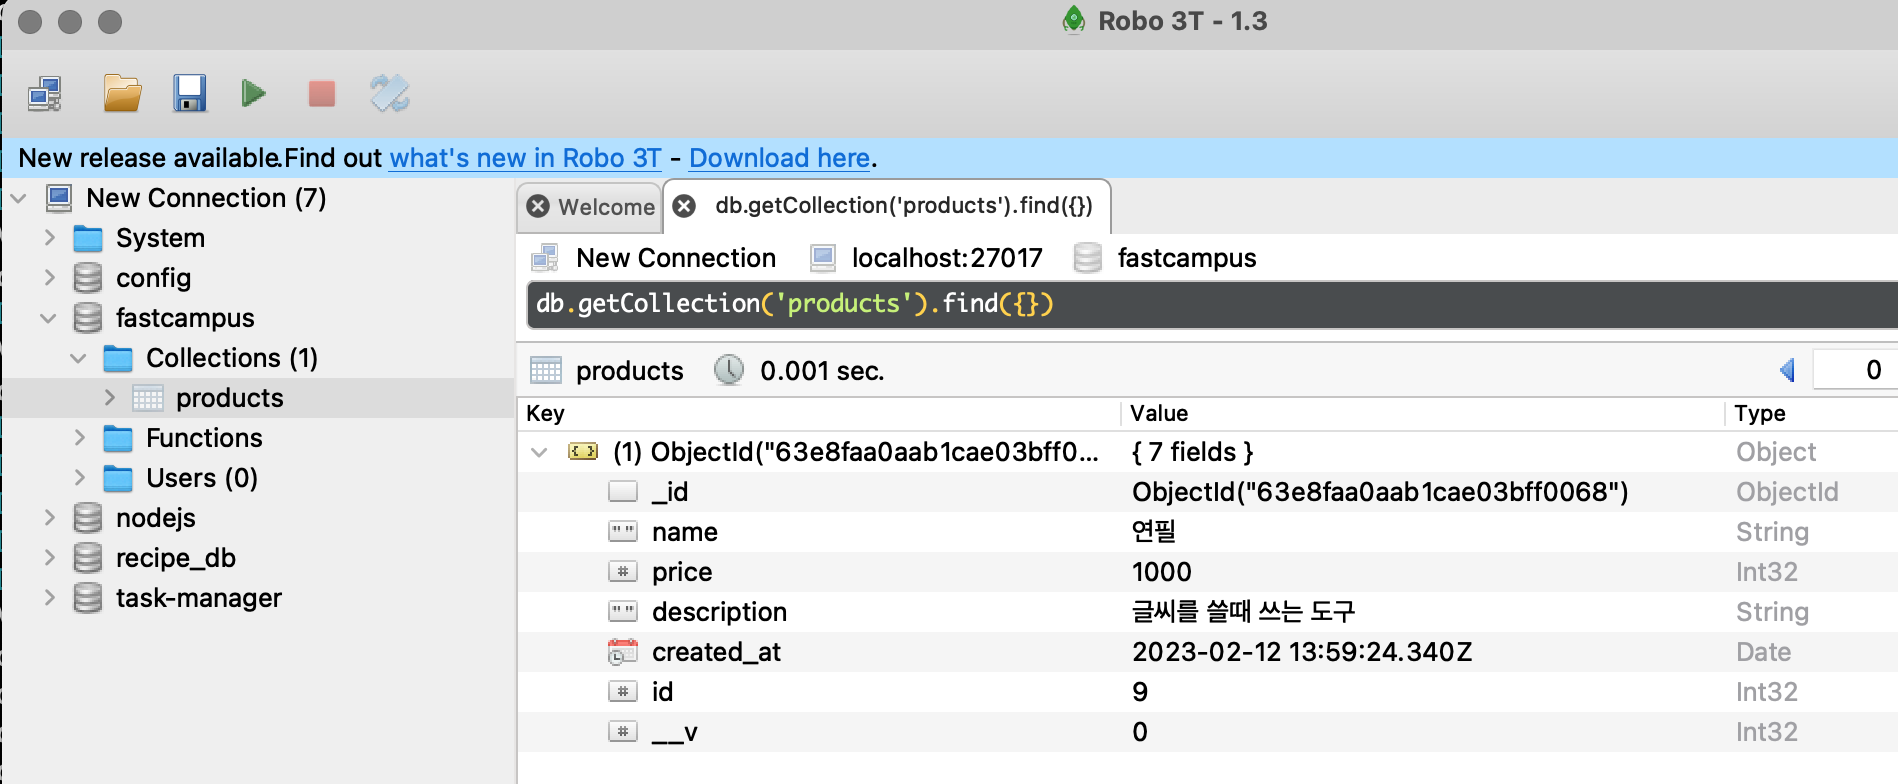 Robo 3T - 1.3
New release available.Find out what's new in Robo 3T - Download here.
New Connection (7)
System
config
fastcampus
Collections (1)
products
Functions
Users (0)
nodejs
recipe_db
task-manager
Welcome
db.getCollection('products').find({})
New Connection localhost:27017 fastcampus
db.getCollection('products').find({})
products 0.001 sec. 0
Key Value Type
(1) ObjectId("63e8faa0aab1cae03bff0... { 7 fields } Object
_id ObjectId("63e8faa0aab1cae03bff0068") ObjectId
name 연필 String
price 1000 Int32
description 글씨를 쓸때 쓰는 도구 String
created_at 2023-02-12 13:59:24.340Z Date
id 9 Int32
__v 0 Int32